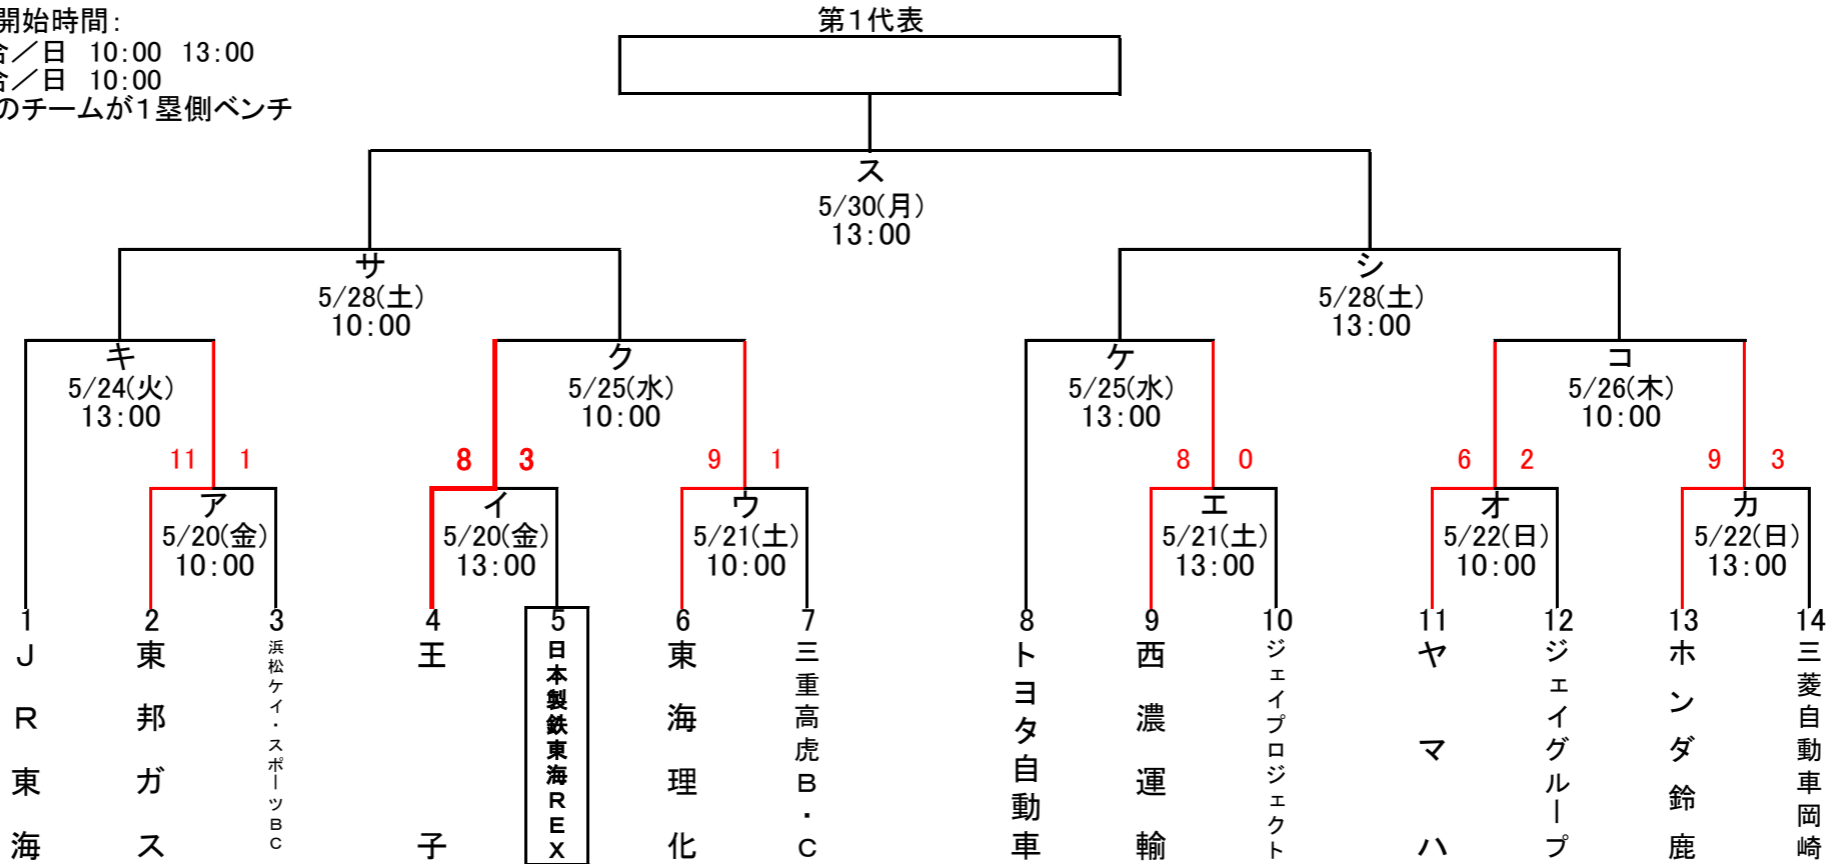 開始時間：
合／日 10:00 13:00
合／日 10:00
のチームが１塁側ベンチ
第１代表
ス
5/30(月)
13:00
サ
5/28(土)
10:00
シ
5/28(土)
13:00
キ
5/24(火)
13:00
ク
5/25(水)
10:00
ケ
5/25(水)
13:00
コ
5/26(木)
10:00
11 1
8 3
9 1
8 0
6 2
9 3
ア
5/20(金)
10:00
イ
5/20(金)
13:00
ウ
5/21(土)
10:00
エ
5/21(土)
13:00
オ
5/22(日)
10:00
カ
5/22(日)
13:00
1
ＪＲ東海
2
東邦ガス
3
浜松ケイ・スポーツＢＣ
4
王子
5
日本製鉄東海ＲＥＸ
6
東海理化
7
三重高虎Ｂ・Ｃ
8
トヨタ自動車
9
西濃運輸
10
ジェイプロジェクト
11
ヤマハ
12
ジェイグループ
13
ホンダ鈴鹿
14
三菱自動車岡崎